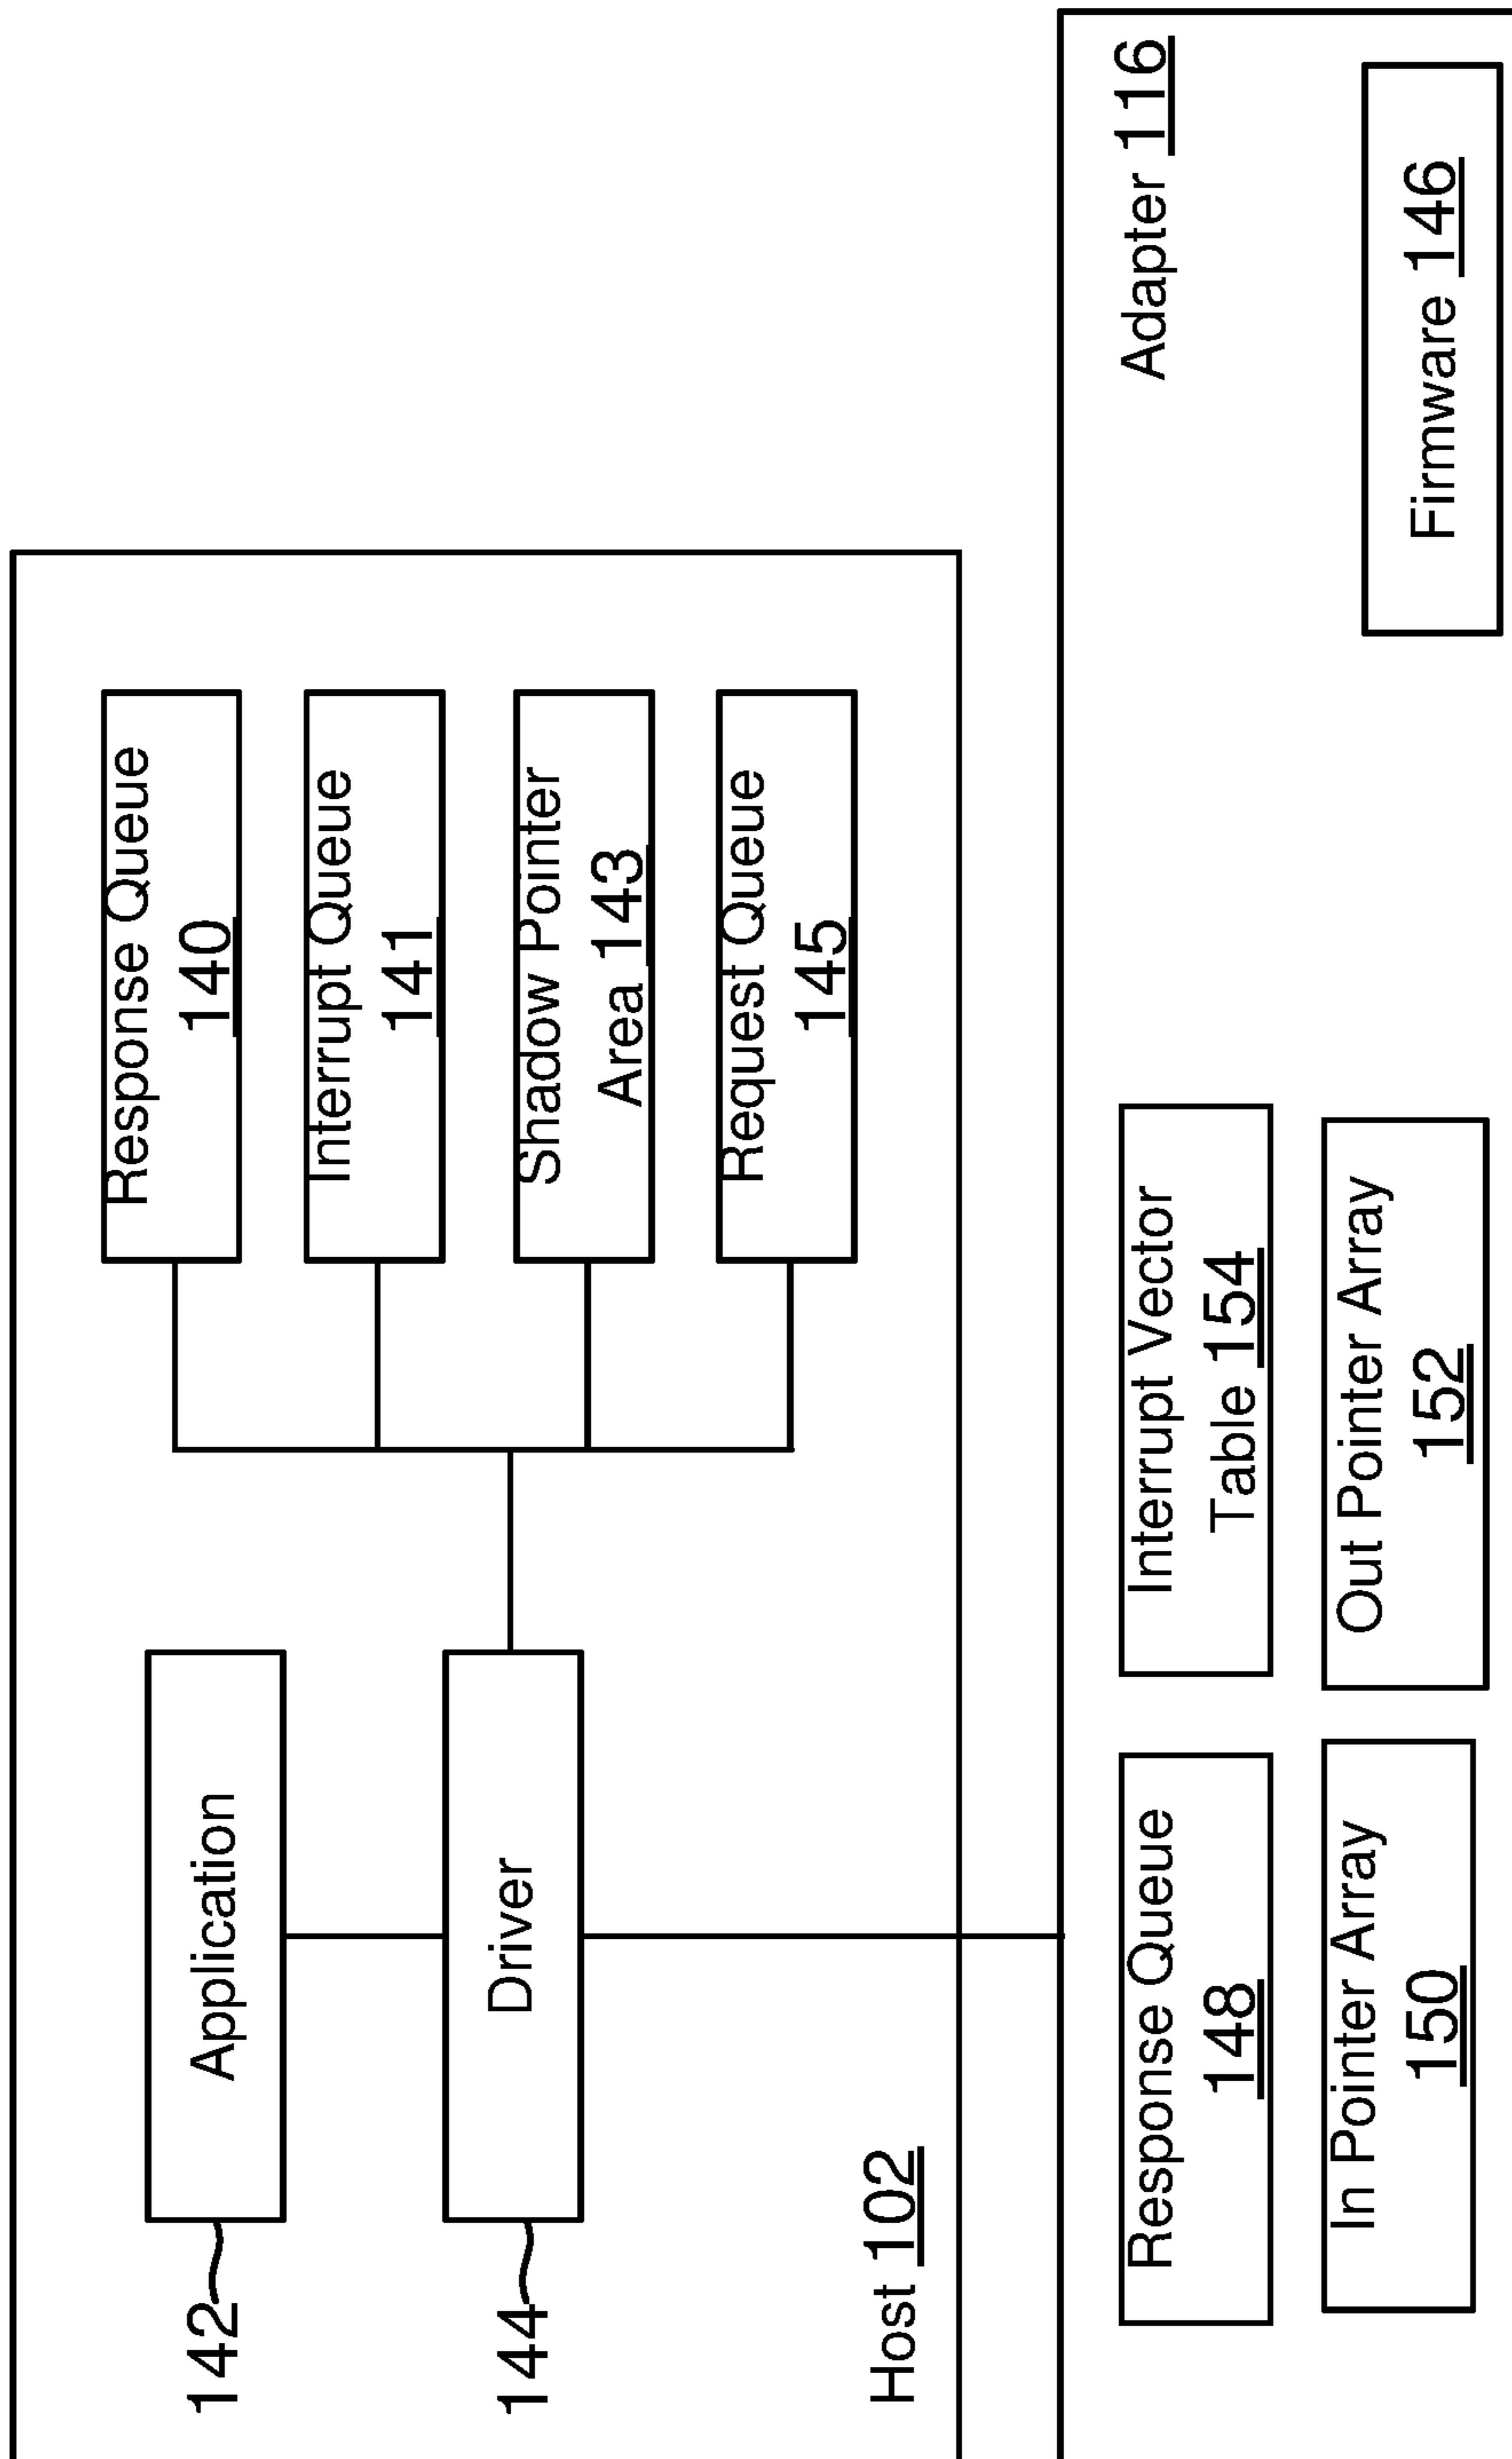 142
Application
144
Driver
Response Queue
140
Interrupt Queue
141
Shadow Pointer
Area 143
Request Queue
145
Host 102
Adapter 116
Response Queue
148
Interrupt Vector
Table 154
In Pointer Array
150
Out Pointer Array
152
Firmware 146